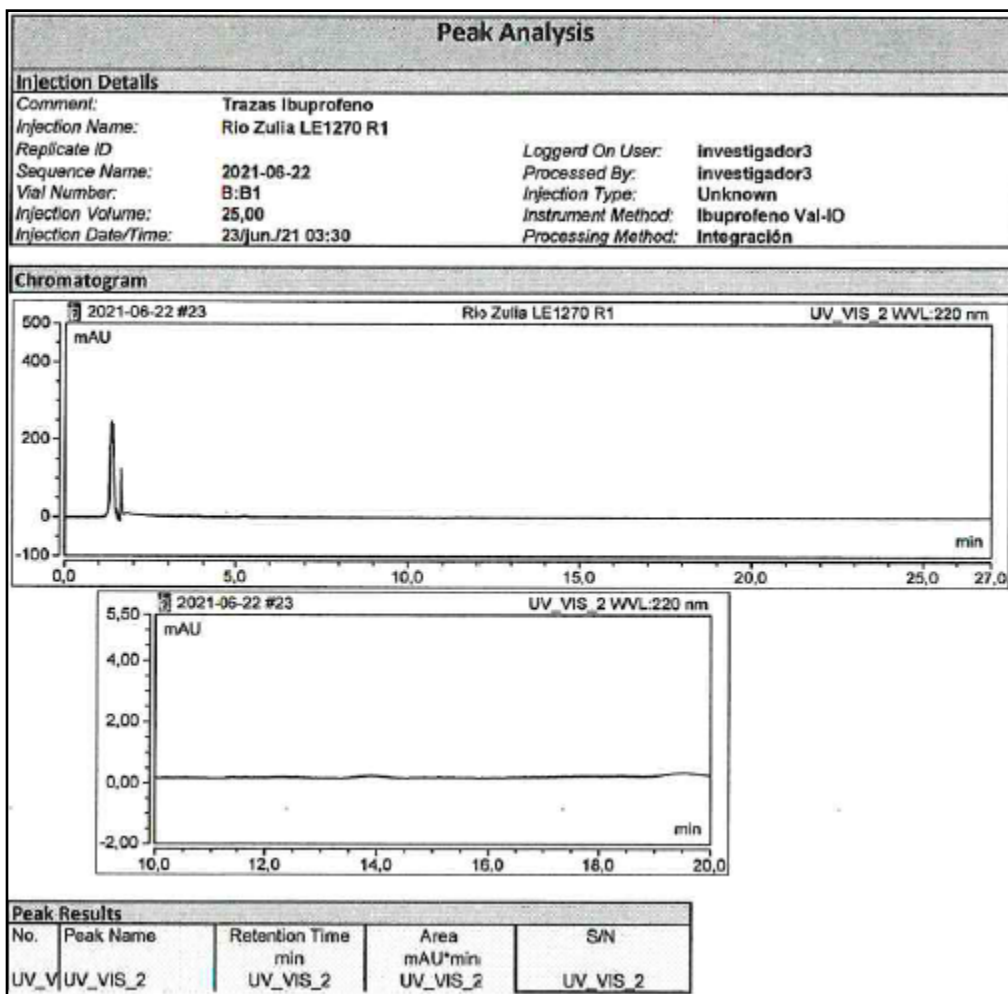 Peak Analysis
Injection Details
Comment: Trazas Ibuprofeno
Injection Name: Rio Zulia LE1270 R1
Replicate ID Loggerd On User: investigador3
Sequence Name: 2021-06-22 Processed By: investigador3
Vial Number: B:B1 Injection Type: Unknown
Injection Volume: 25,00 Instrument Method: Ibuprofeno Val-IO
Injection Date/Time: 23/jun./21 03:30 Processing Method: Integración
Chromatogram
2021-06-22 #23 Rio Zulia LE1270 R1 UV_VIS_2 WVL:220 nm
500
mAU
400
200
0
-100
min
0,0 5,0 10,0 15,0 20,0 25,0 27,0
2021-06-22 #23 UV_VIS_2 WVL:220 nm
5,50
mAU
4,00
2,00
0,00
-2,00
min
10,0 12,0 14,0 16,0 18,0 20,0
Peak Results
No. Peak Name Retention Time Area S/N
min mAU*min
UV_V UV_VIS_2 UV_VIS_2 UV_VIS_2 UV_VIS_2